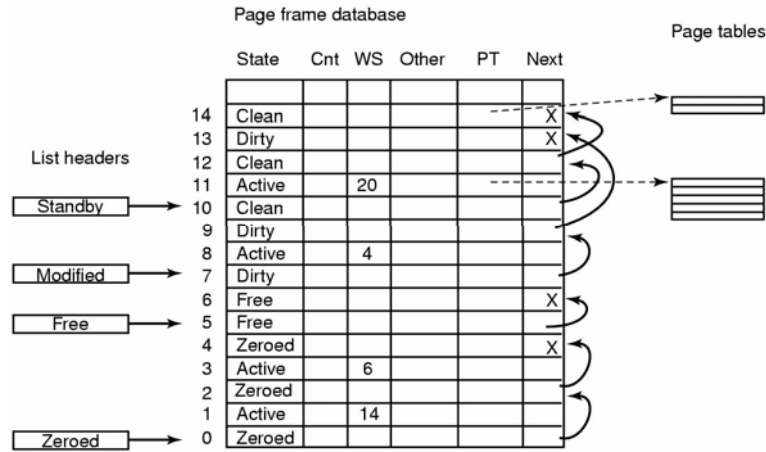 Page frame database
Page tables
State Cnt WS Other PT Next
14 Clean X
13 Dirty X
List headers
12 Clean
11 Active 20
Standby 10 Clean
9 Dirty
8 Active 4
Modified 7 Dirty
6 Free X
Free 5 Free
4 Zeroed X
3 Active 6
2 Zeroed
1 Active 14
Zeroed 0 Zeroed